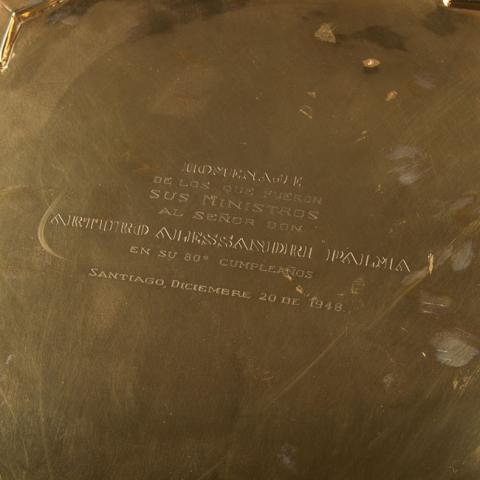 HOMENAJE
DE LOS QUE FUERON
SUS MINISTROS
AL SEÑOR DON
ARTURO ALESSANDRI PALMA
EN SU 80° CUMPLEAÑOS
SANTIAGO, DICIEMBRE 20 DE 1948.